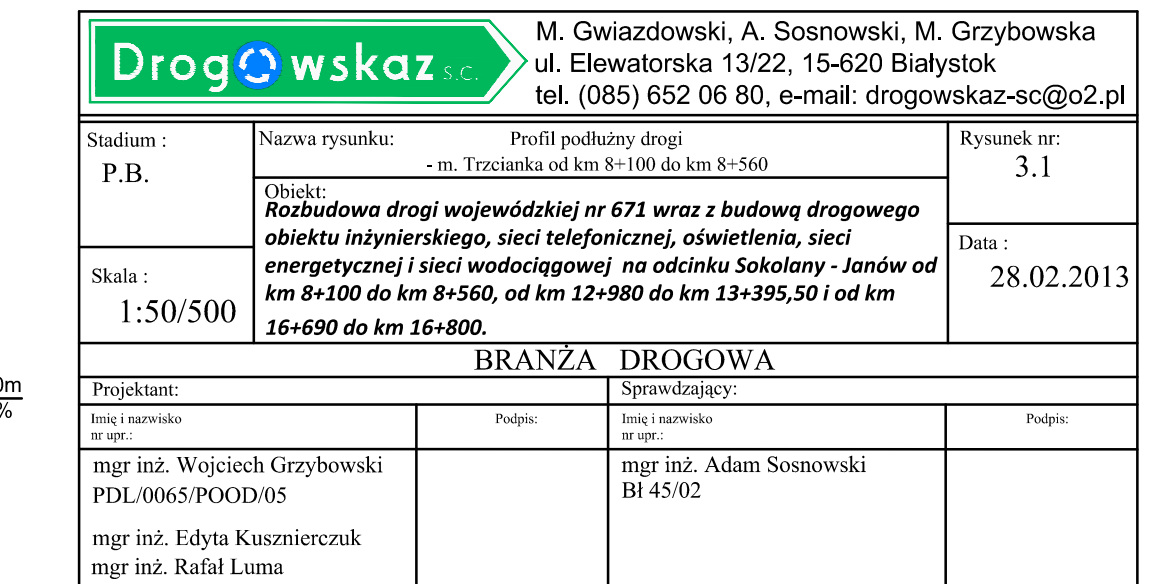 Drogowskaz s.c.
M. Gwiazdowski, A. Sosnowski, M. Grzybowska
ul. Elewatorska 13/22, 15-620 Białystok
tel. (085) 652 06 80, e-mail: drogowskaz-sc@o2.pl
Stadium :
P.B.
Nazwa rysunku: Profil podłużny drogi
- m. Trzcianka od km 8+100 do km 8+560
Rysunek nr:
3.1
Obiekt:
Rozbudowa drogi wojewódzkiej nr 671 wraz z budową drogowego
obiektu inżynierskiego, sieci telefonicznej, oświetlenia, sieci
energetycznej i sieci wodociągowej na odcinku Sokolany - Janów od
km 8+100 do km 8+560, od km 12+980 do km 13+395,50 i od km
16+690 do km 16+800.
Skala :
1:50/500
Data :
28.02.2013
BRANŻA DROGOWA
Projektant: Sprawdzający:
Imię i nazwisko
nr upr.:
Podpis:
Imię i nazwisko
nr upr.:
Podpis:
mgr inż. Wojciech Grzybowski
PDL/0065/POOD/05
mgr inż. Edyta Kusznierczuk
mgr inż. Rafał Luma
mgr inż. Adam Sosnowski
Bł 45/02
0m
%